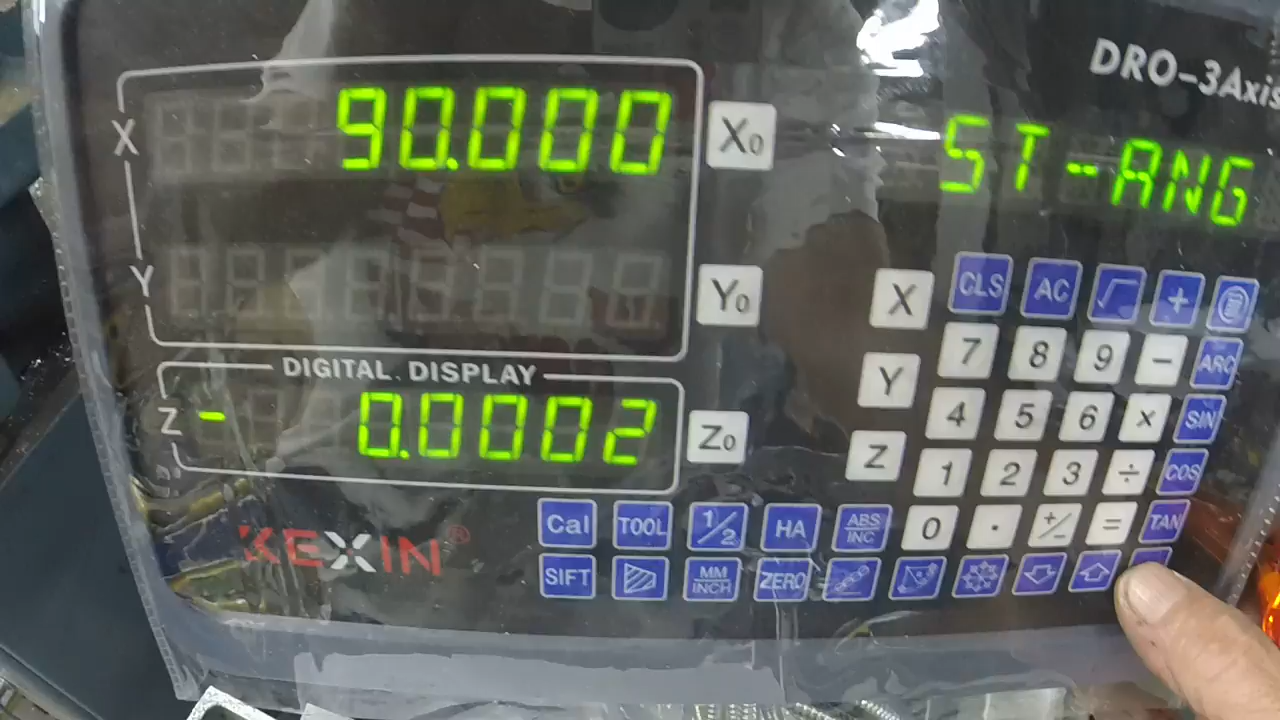 DRO-3Axis
X 90.000 X0
ST-ANG
Y Y0
DIGITAL DISPLAY
Z - 0.0002 Z0
KEXIN®
X CLS AC √ +
7 8 9 - ARC
Y 4 5 6 × SIN
Z 1 2 3 ÷ COS
Cal TOOL 1/2 HA ABS/INC 0 . +/- = TAN
SIFT MM/INCH ZERO